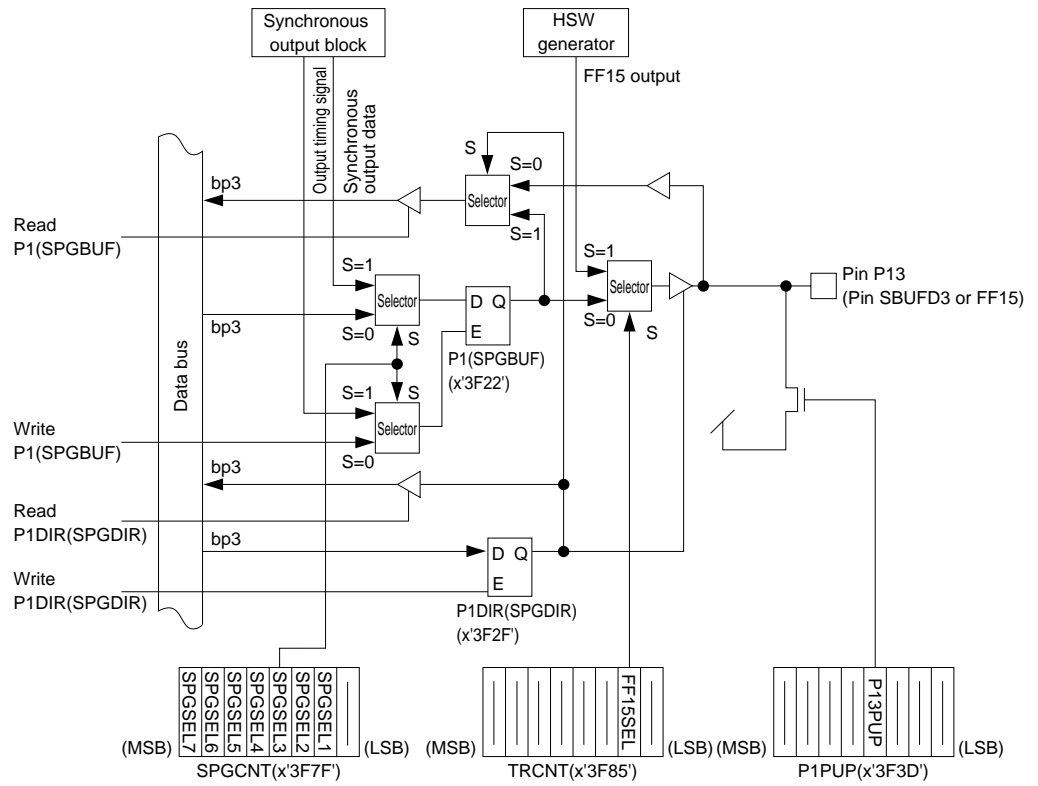 Synchronous
output block
HSW
generator
FF15 output
Output timing signal
Synchronous
output data
S
S=0
bp3
Selector
Read
P1(SPGBUF)
S=1
S=1
S=1
Pin P13
(Pin SBUFD3 or FF15)
Selector
D Q
E
Selector
bp3
S=0
S
S=0
S
P1(SPGBUF)
(x'3F22')
Data bus
S
S=1
Selector
Write
P1(SPGBUF)
S=0
bp3
Read
P1DIR(SPGDIR)
bp3
D Q
E
Write
P1DIR(SPGDIR)
P1DIR(SPGDIR)
(x'3F2F')
SPGSEL7
SPGSEL6
SPGSEL5
SPGSEL4
SPGSEL3
SPGSEL2
SPGSEL1
(MSB)
(LSB)
SPGCNT(x'3F7F')
FF15SEL
(MSB)
(LSB)
TRCNT(x'3F85')
P13PUP
(MSB)
(LSB)
P1PUP(x'3F3D')